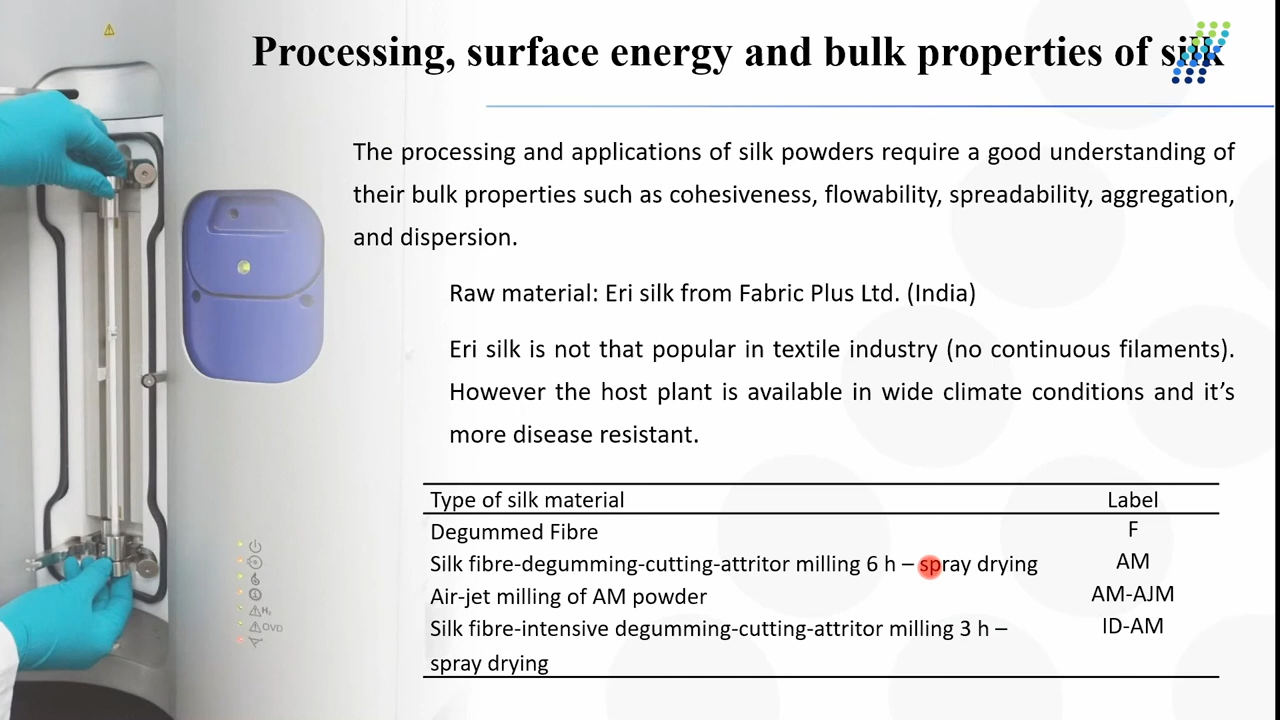 Processing, surface energy and bulk properties of silk
The processing and applications of silk powders require a good understanding of
their bulk properties such as cohesiveness, flowability, spreadability, aggregation,
and dispersion.
Raw material: Eri silk from Fabric Plus Ltd. (India)
Eri silk is not that popular in textile industry (no continuous filaments).
However the host plant is available in wide climate conditions and it’s
more disease resistant.
Type of silk material Label
Degummed Fibre F
Silk fibre-degumming-cutting-attritor milling 6 h – spray drying AM
Air-jet milling of AM powder AM-AJM
Silk fibre-intensive degumming-cutting-attritor milling 3 h – ID-AM
spray drying
H₂
OVD